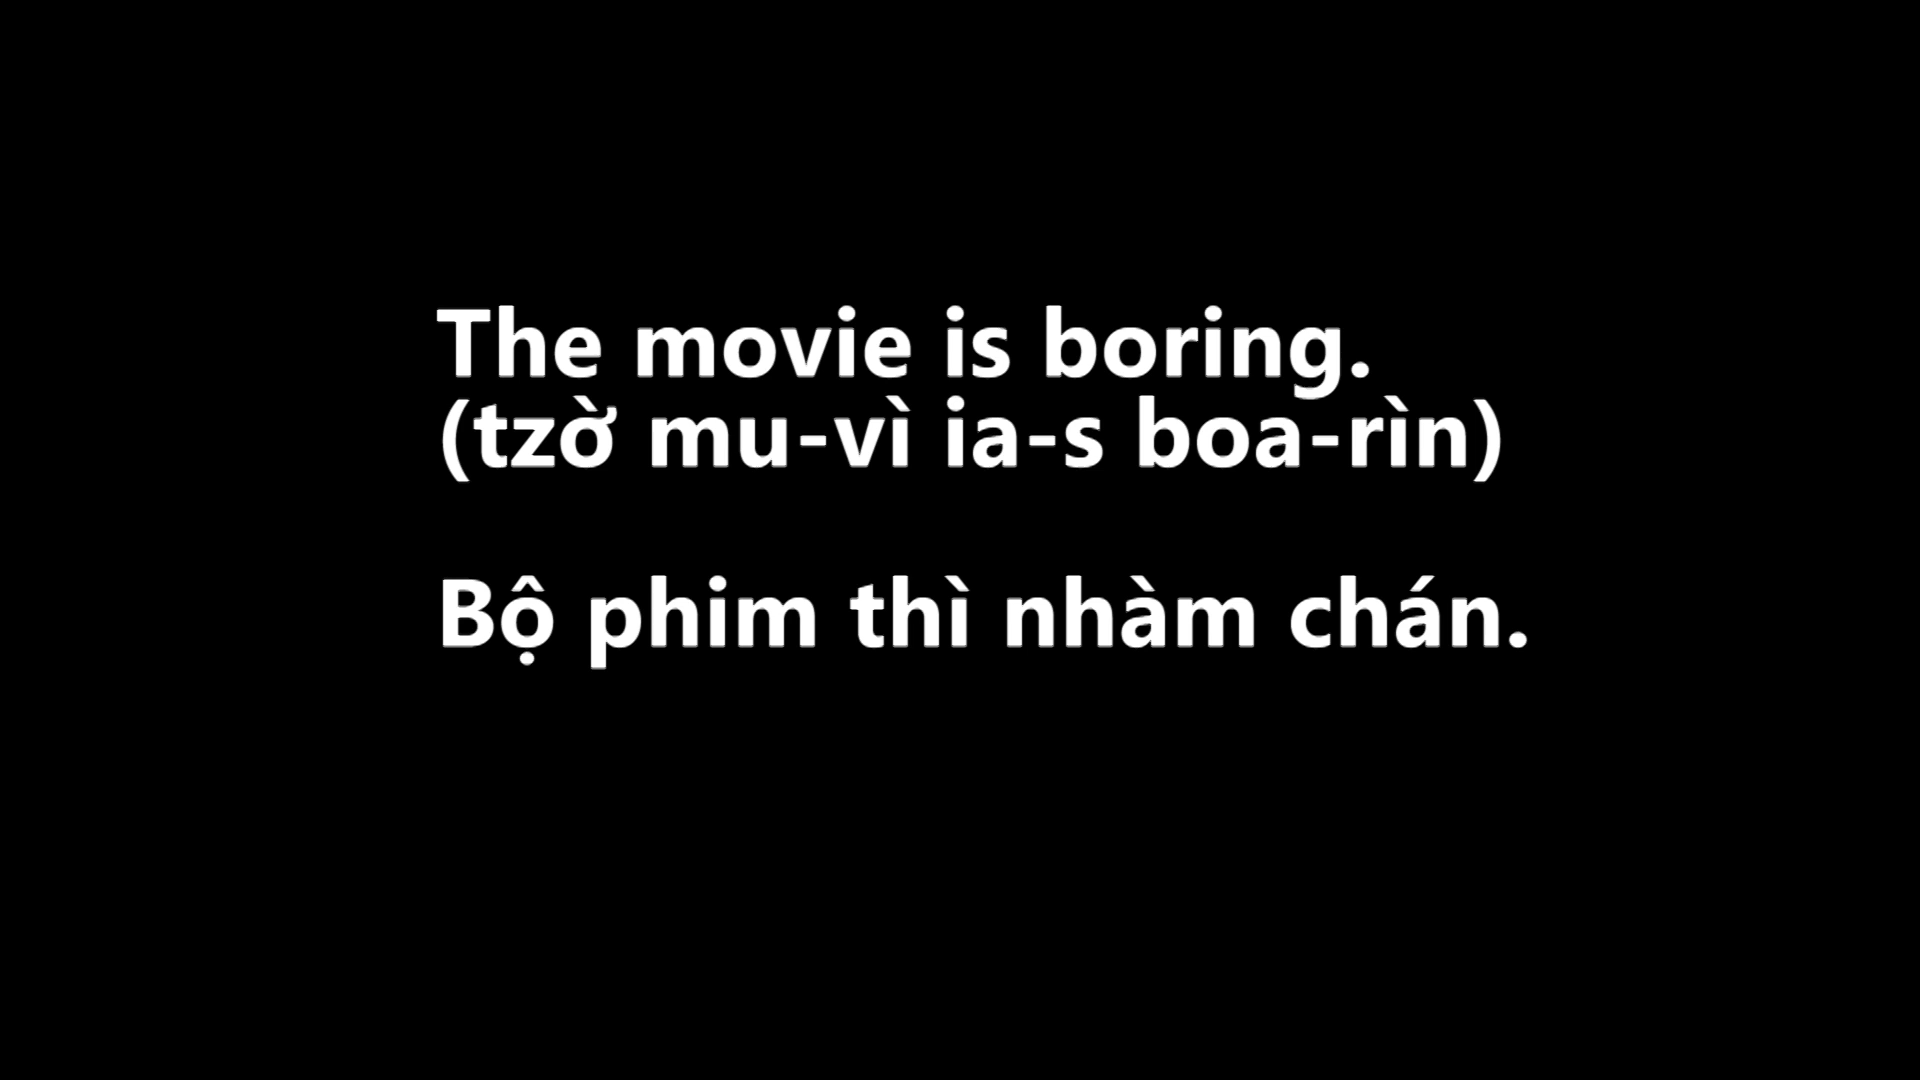 The movie is boring.
(tzờ mu-vì ia-s boa-rìn)
Bộ phim thì nhàm chán.